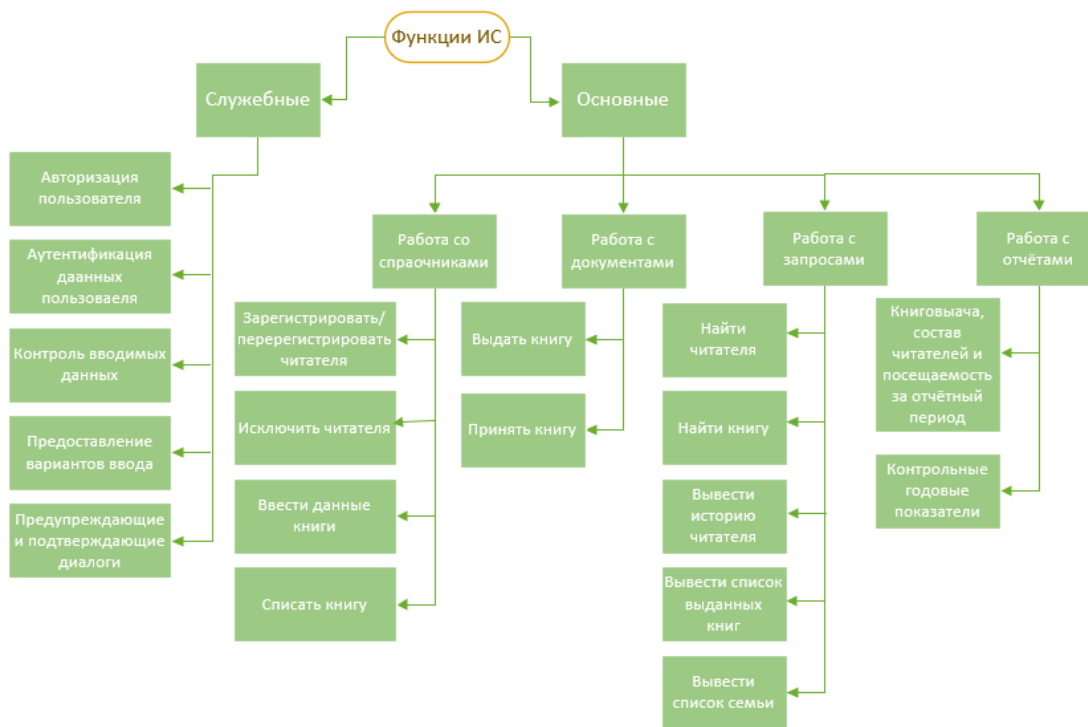 Функции ИС
Служебные
Основные
Авторизация
пользователя
Аутентификация
даанных
пользоваеля
Контроль вводимых
данных
Предоставление
вариантов ввода
Предупреждающие
и подтверждающие
диалоги
Работа со
спраочниками
Зарегистрировать/
перерегистрировать
читателя
Исключить читателя
Ввести данные
книги
Списать книгу
Работа с
документами
Выдать книгу
Принять книгу
Работа с
запросами
Найти
читателя
Найти книгу
Вывести
историю
читателя
Вывести список
выданных
книг
Вывести
список семьи
Работа с
отчётами
Книговыача,
состав
читателей и
посещаемость
за отчётный
период
Контрольные
годовые
показатели